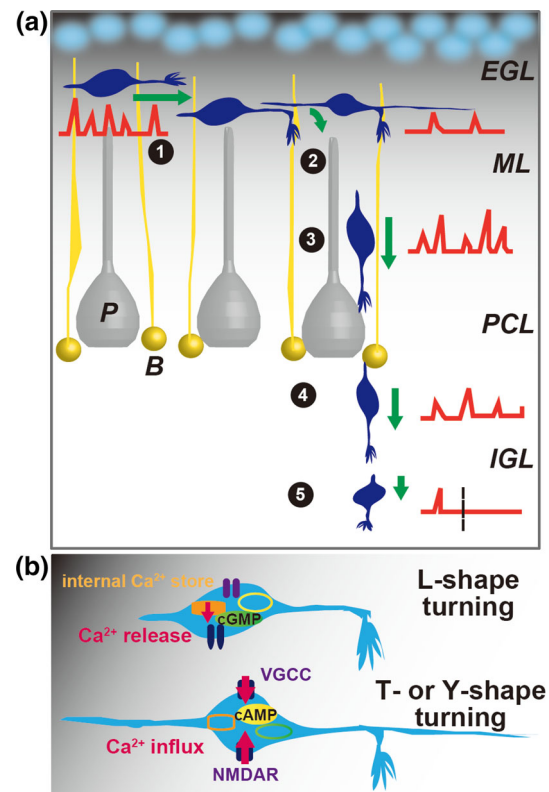 (a)
EGL
1
2
ML
3
P
B
PCL
4
IGL
5
(b)
internal Ca²⁺ store
cGMP
Ca²⁺ release
L-shape
turning
VGCC
cAMP
T- or Y-shape
turning
Ca²⁺ influx
NMDAR